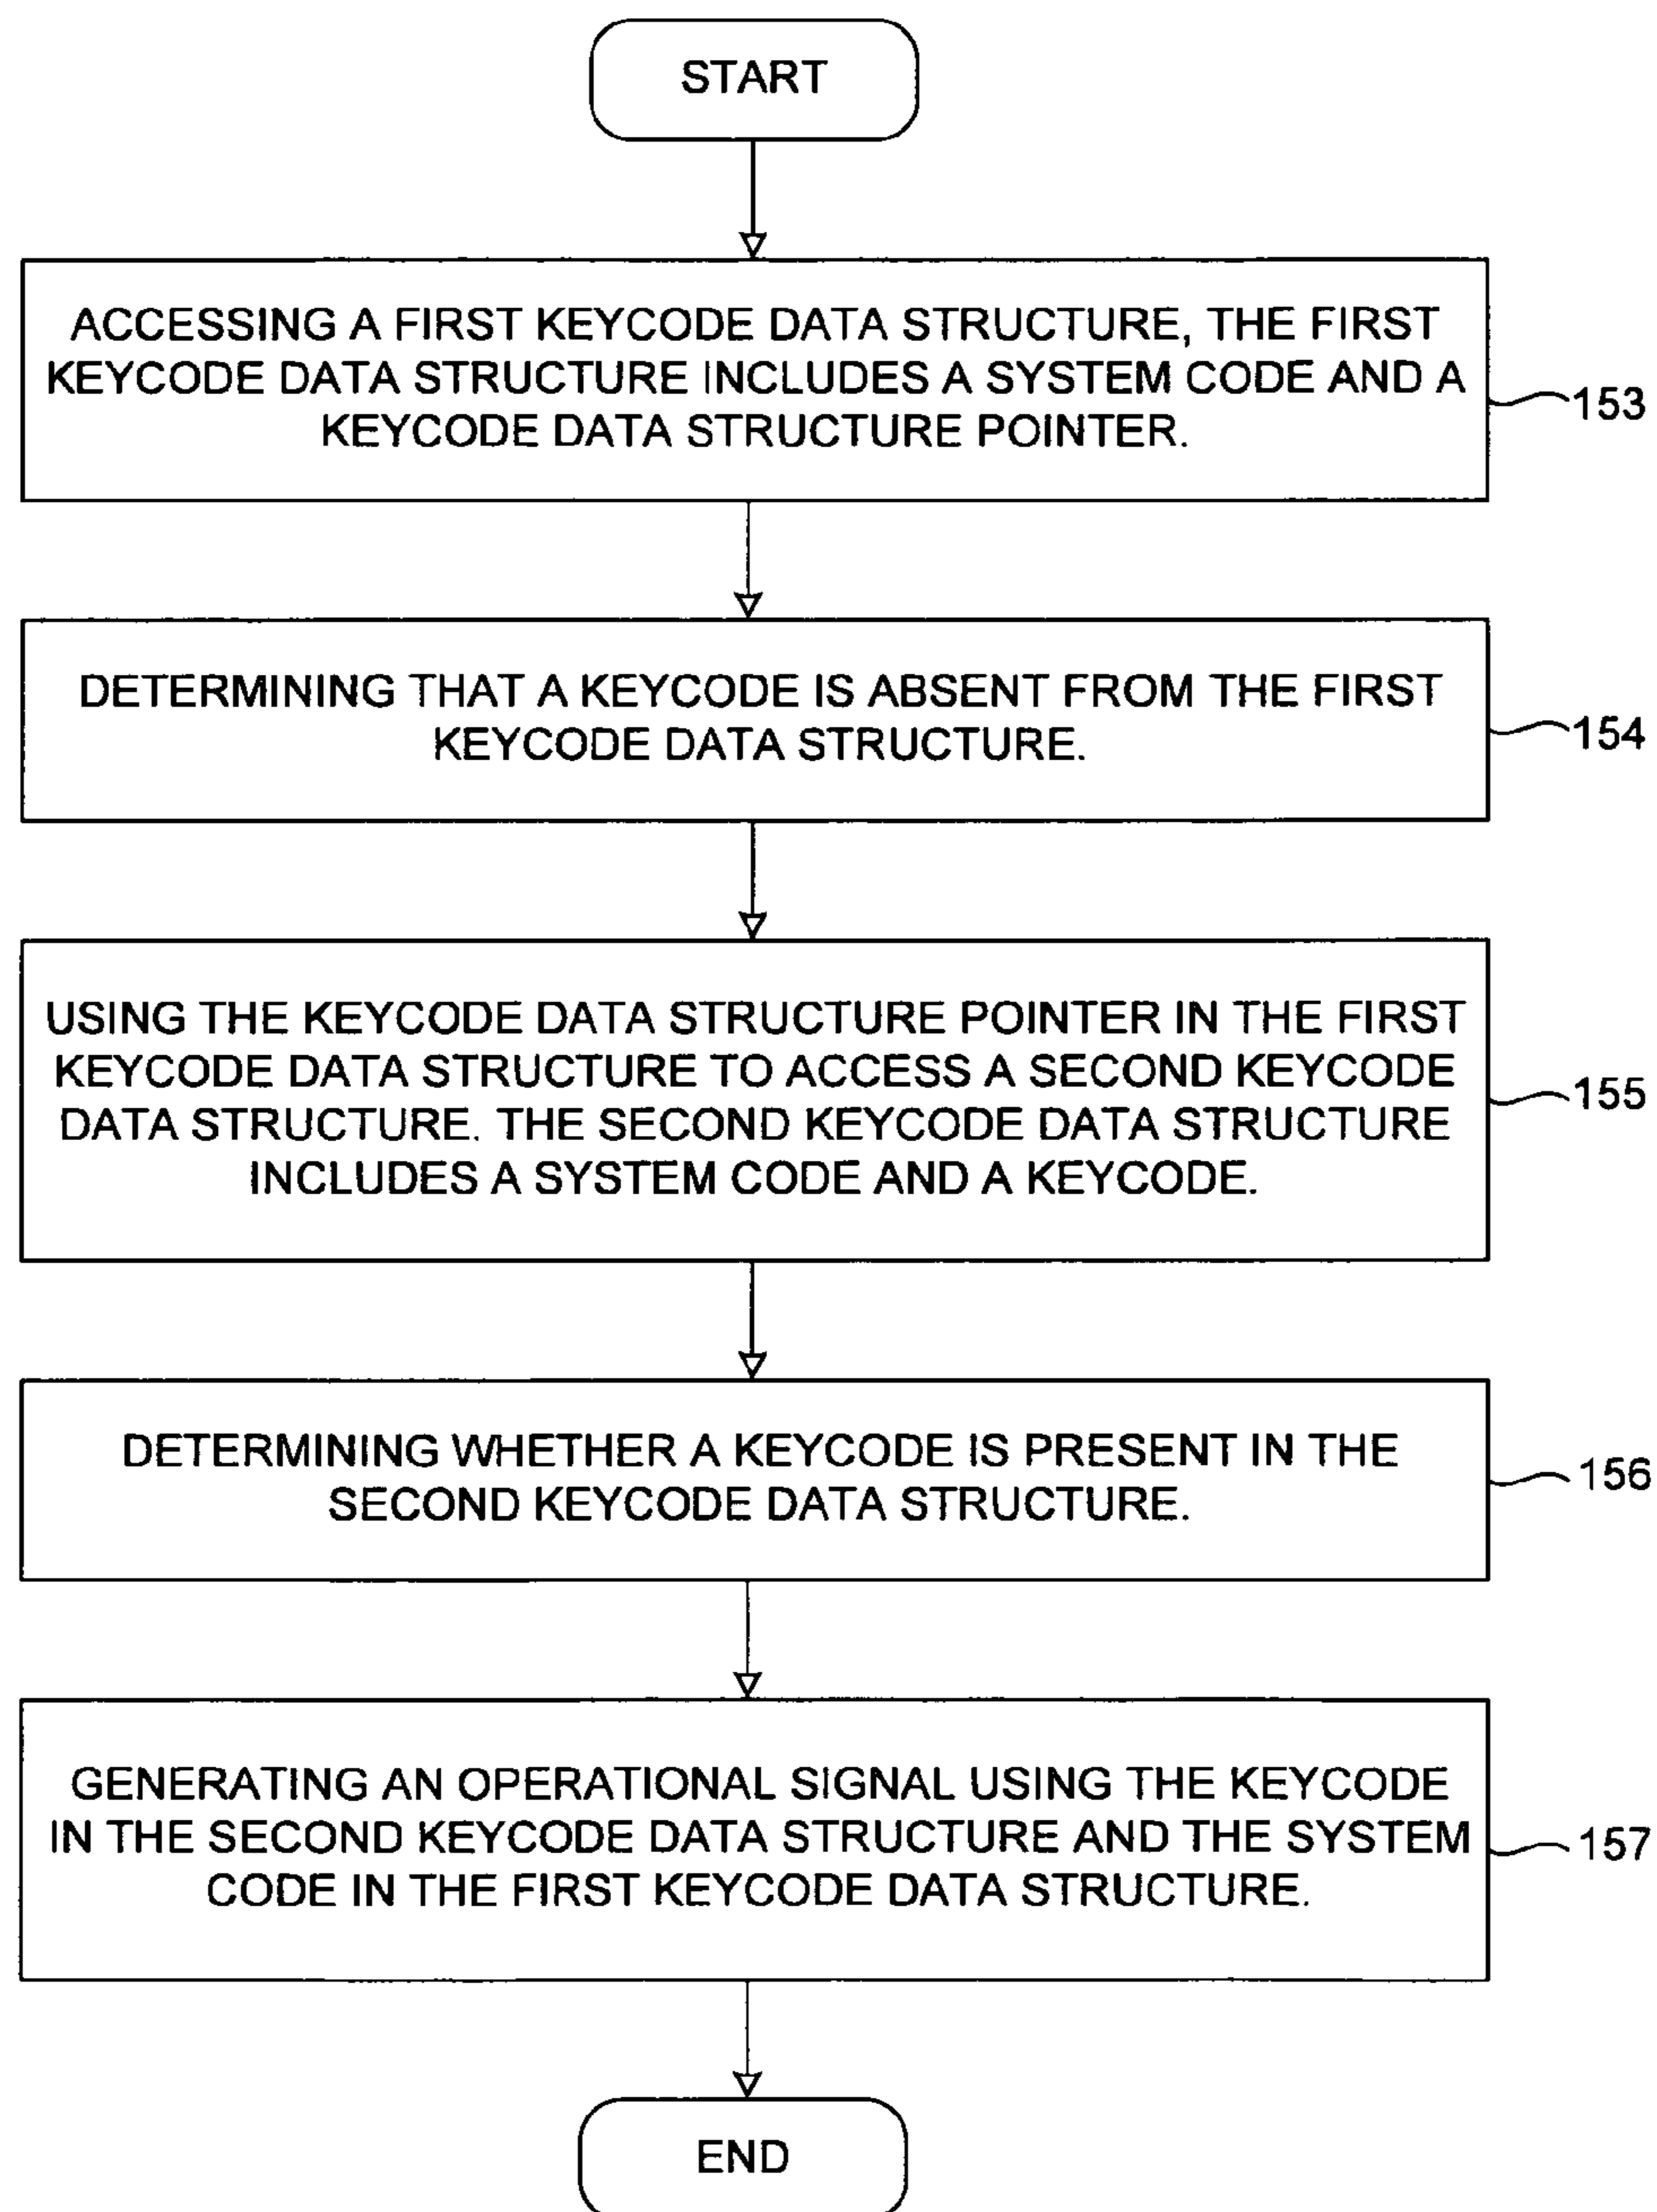 START
ACCESSING A FIRST KEYCODE DATA STRUCTURE, THE FIRST
KEYCODE DATA STRUCTURE INCLUDES A SYSTEM CODE AND A
KEYCODE DATA STRUCTURE POINTER.
153
DETERMINING THAT A KEYCODE IS ABSENT FROM THE FIRST
KEYCODE DATA STRUCTURE.
154
USING THE KEYCODE DATA STRUCTURE POINTER IN THE FIRST
KEYCODE DATA STRUCTURE TO ACCESS A SECOND KEYCODE
DATA STRUCTURE. THE SECOND KEYCODE DATA STRUCTURE
INCLUDES A SYSTEM CODE AND A KEYCODE.
155
DETERMINING WHETHER A KEYCODE IS PRESENT IN THE
SECOND KEYCODE DATA STRUCTURE.
156
GENERATING AN OPERATIONAL SIGNAL USING THE KEYCODE
IN THE SECOND KEYCODE DATA STRUCTURE AND THE SYSTEM
CODE IN THE FIRST KEYCODE DATA STRUCTURE.
157
END